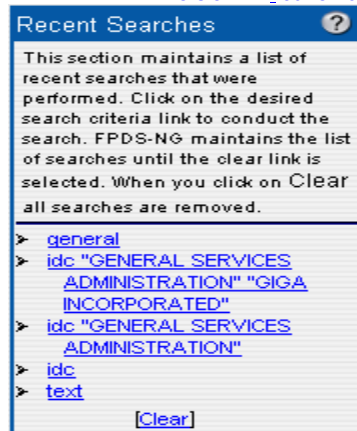 Recent Searches ?
This section maintains a list of
recent searches that were
performed. Click on the desired
search criteria link to conduct the
search. FPDS-NG maintains the list
of searches until the clear link is
selected. When you click on Clear
all searches are removed.
➢ general
➢ idc "GENERAL SERVICES
ADMINISTRATION" "GIGA
INCORPORATED"
➢ idc "GENERAL SERVICES
ADMINISTRATION"
➢ idc
➢ text
[Clear]